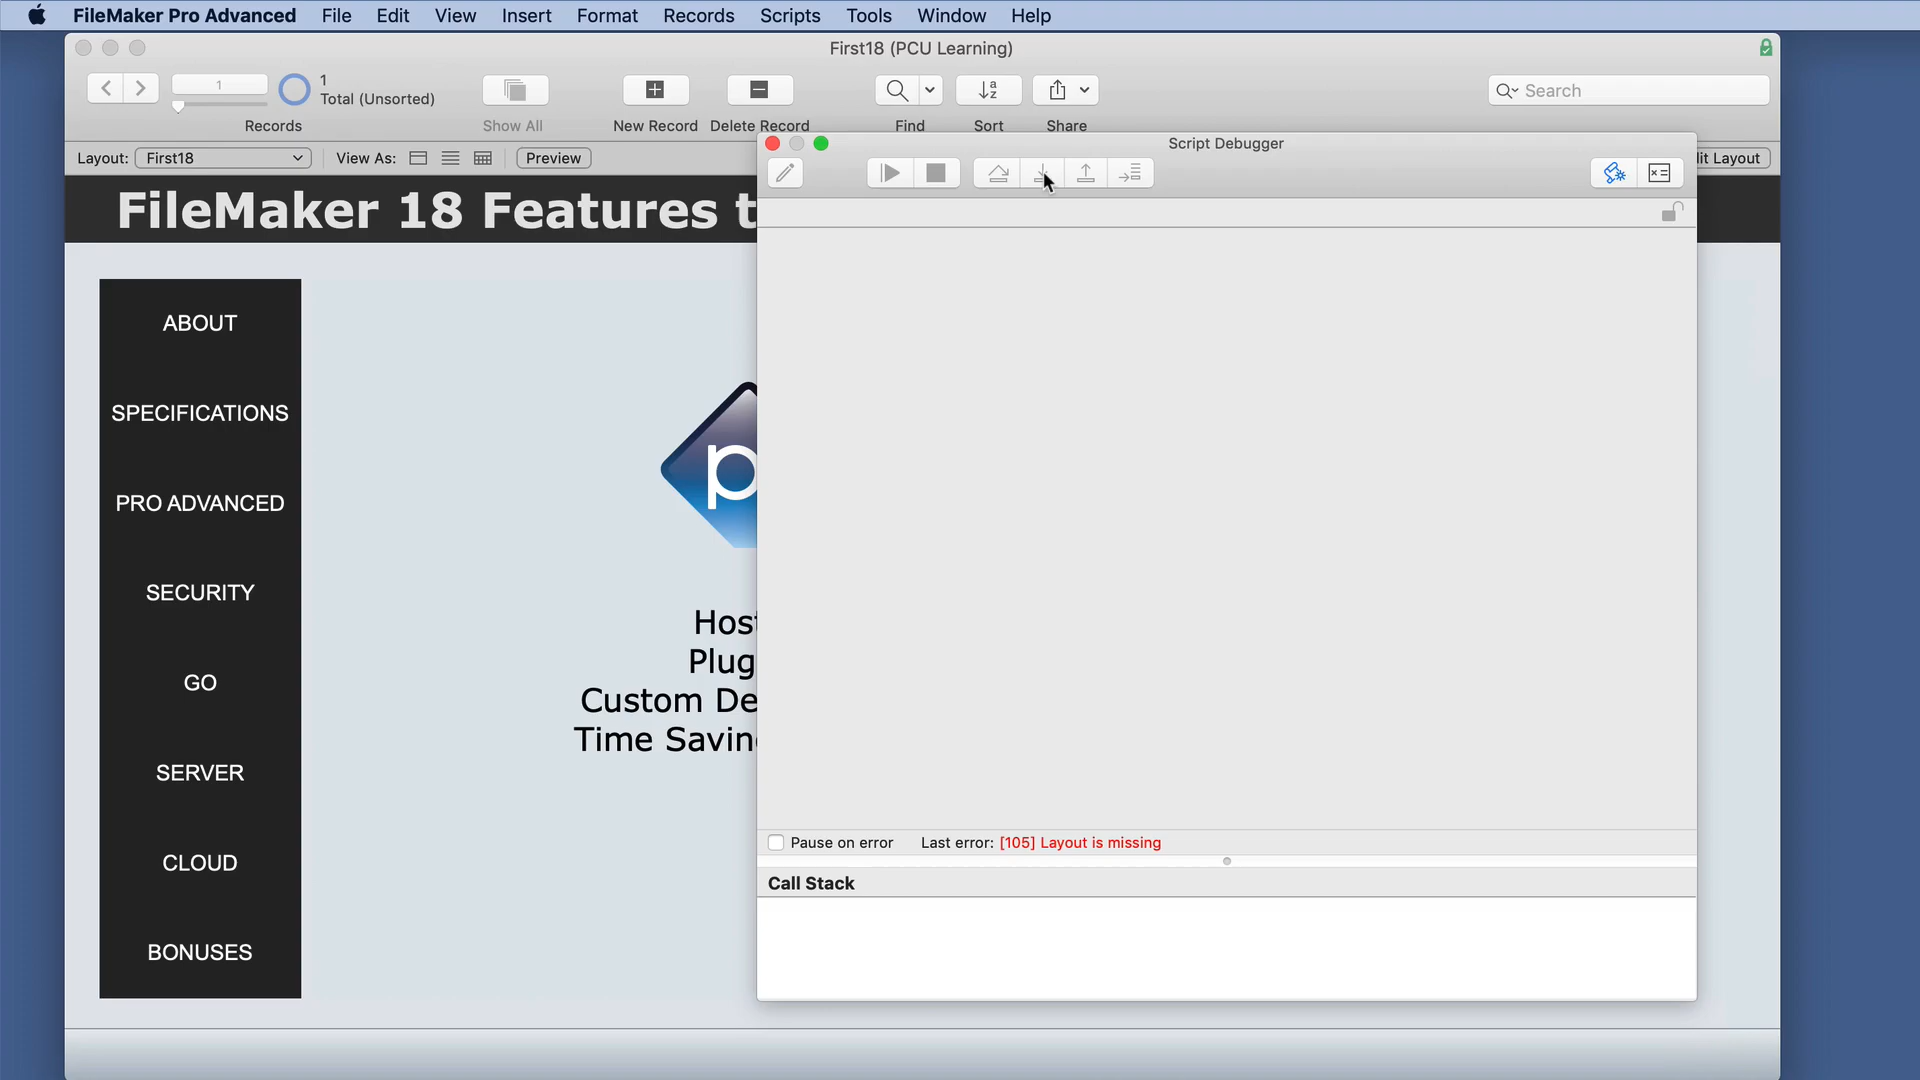 FileMaker Pro Advanced File Edit View Insert Format Records Scripts Tools Window Help
First18 (PCU Learning)
1
1
Total (Unsorted)
Search
Records
Show All
New Record
Delete Record
Find
Sort
Share
Layout: First18
View As:
Preview
lit Layout
Script Debugger
FileMaker 18 Features t
ABOUT
SPECIFICATIONS
PRO ADVANCED
SECURITY
GO
SERVER
CLOUD
BONUSES
p
Host
Plug
Custom De
Time Savin
Pause on error
Last error: [105] Layout is missing
Call Stack